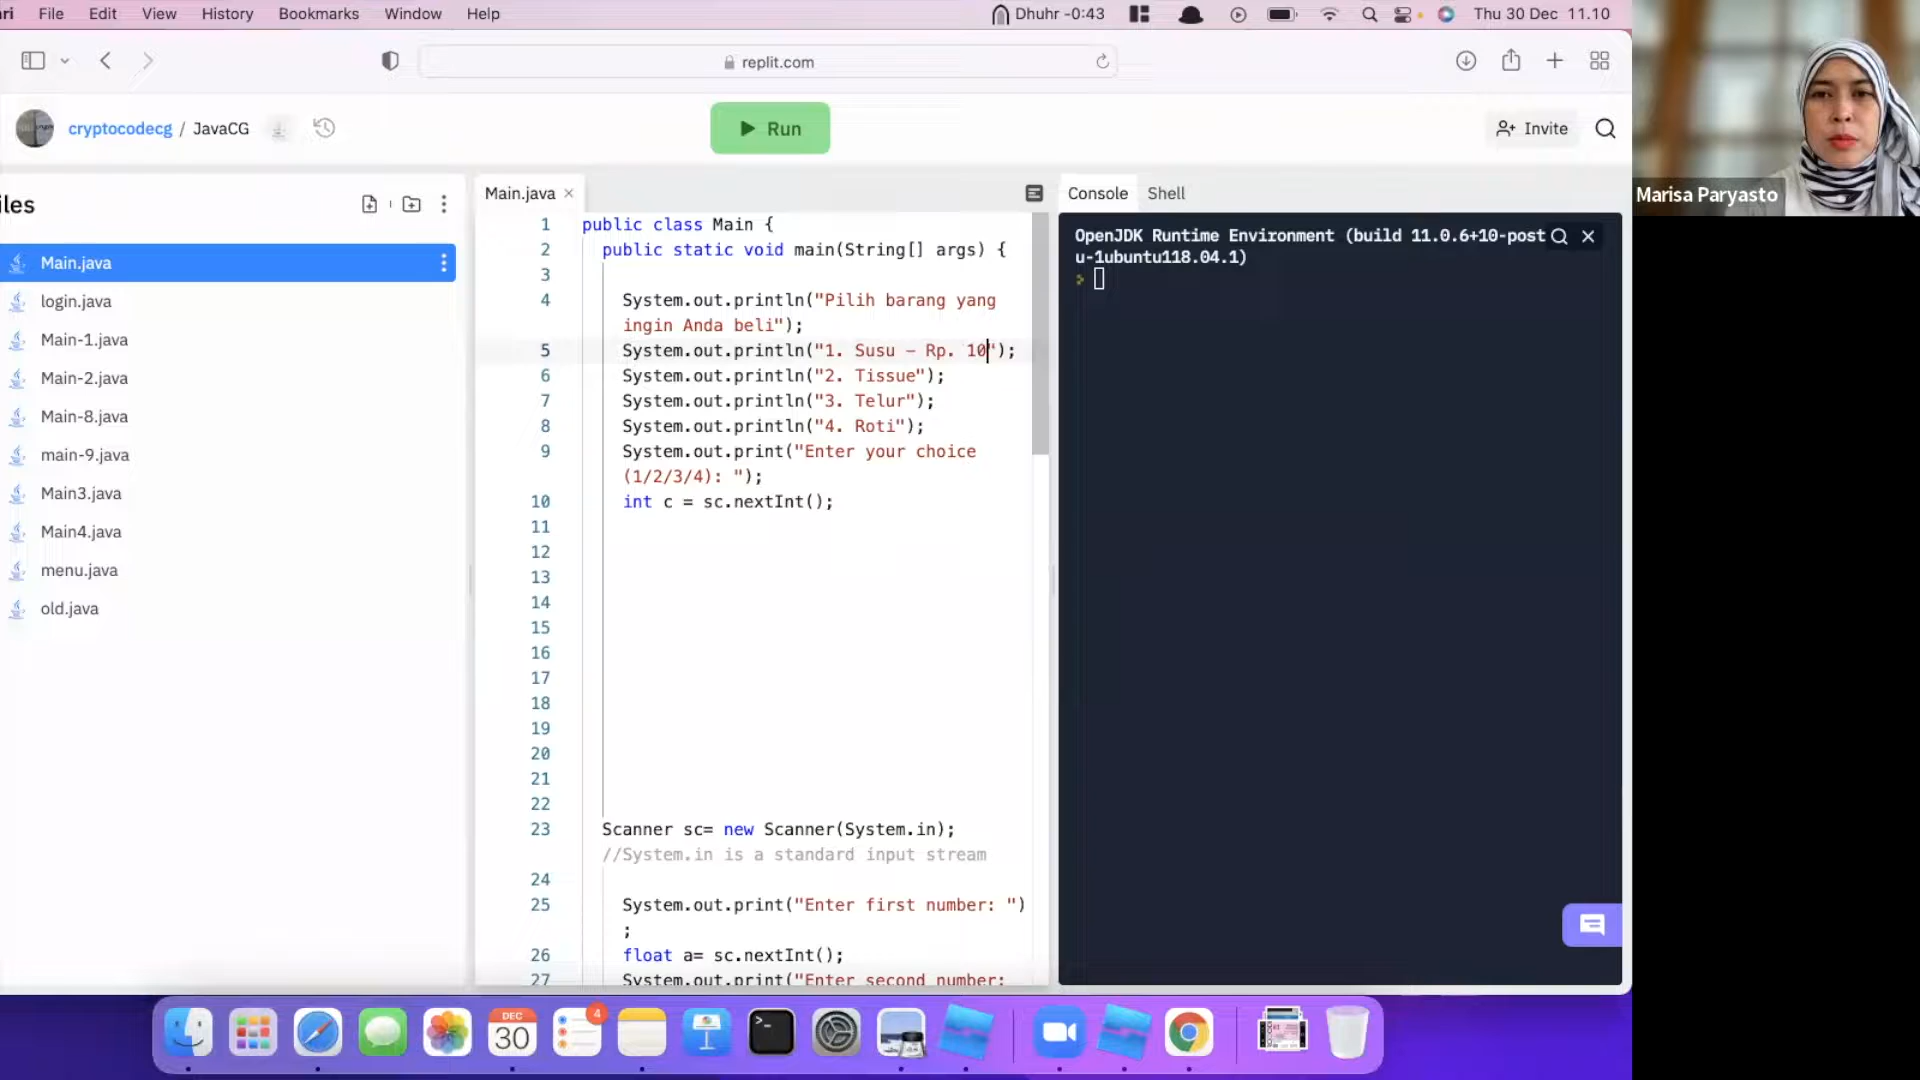 ari File Edit View History Bookmarks Window Help Dhuhr -0:43 Thu 30 Dec 11.10
replit.com
cryptocodecg / JavaCG
Run
Invite
iles
Main.java
login.java
Main-1.java
Main-2.java
Main-8.java
main-9.java
Main3.java
Main4.java
menu.java
old.java
Main.java ×
1 public class Main {
2 public static void main(String[] args) {
3
4 System.out.println("Pilih barang yang
ingin Anda beli");
5 System.out.println("1. Susu – Rp. 10");
6 System.out.println("2. Tissue");
7 System.out.println("3. Telur");
8 System.out.println("4. Roti");
9 System.out.print("Enter your choice
(1/2/3/4): ");
10 int c = sc.nextInt();
11
12
13
14
15
16
17
18
19
20
21
22
23 Scanner sc= new Scanner(System.in);
//System.in is a standard input stream
24
25 System.out.print("Enter first number: ")
;
26 float a= sc.nextInt();
27 System.out.print("Enter second number:
Console Shell
OpenJDK Runtime Environment (build 11.0.6+10-post
u-1ubuntu118.04.1)
Marisa Paryasto
DEC
30
4